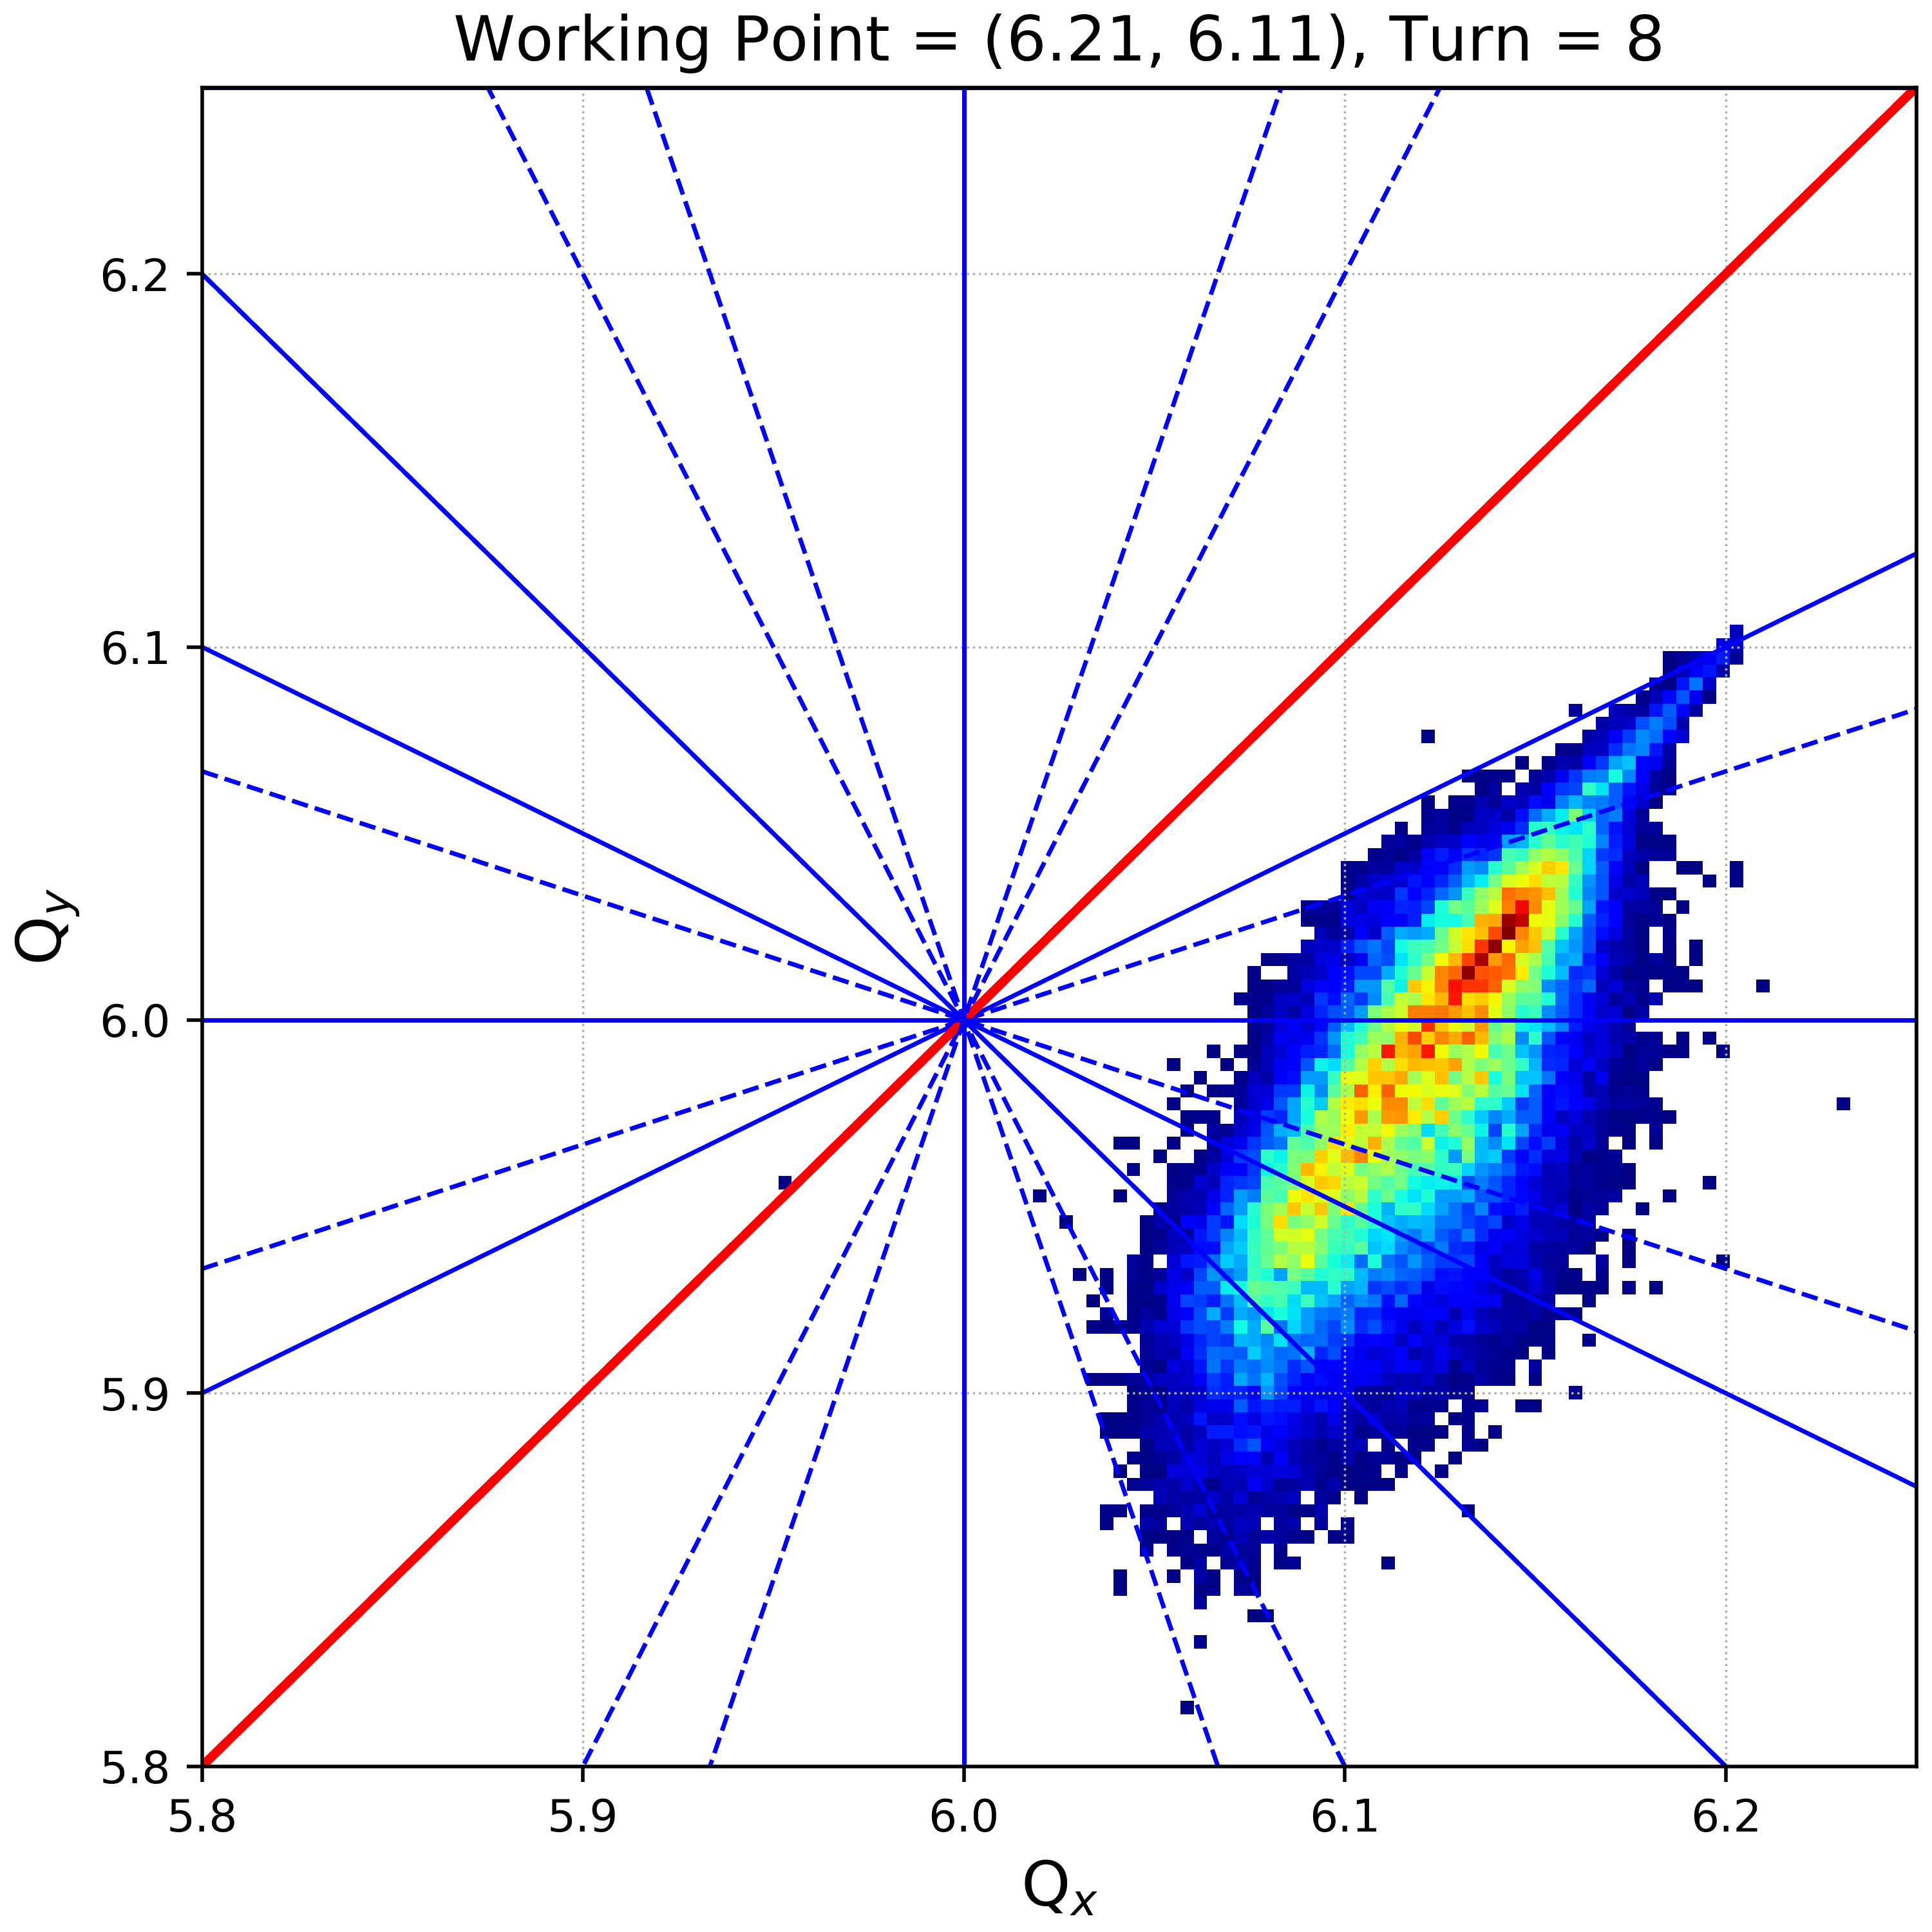 Working Point = (6.21, 6.11), Turn = 8
6.2
6.1
6.0
5.9
5.8
Qy
5.8 5.9 6.0 6.1 6.2
Qx